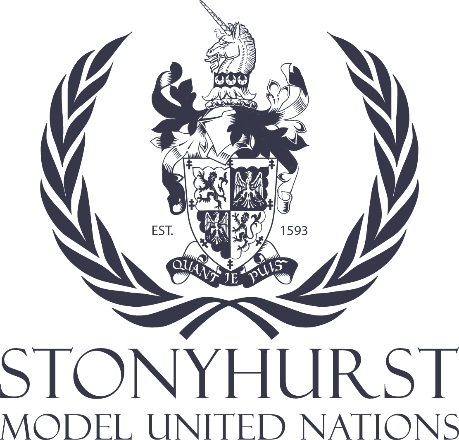 EST. 1593
QUANT JE PUIS
STONYHURST
MODEL UNITED NATIONS